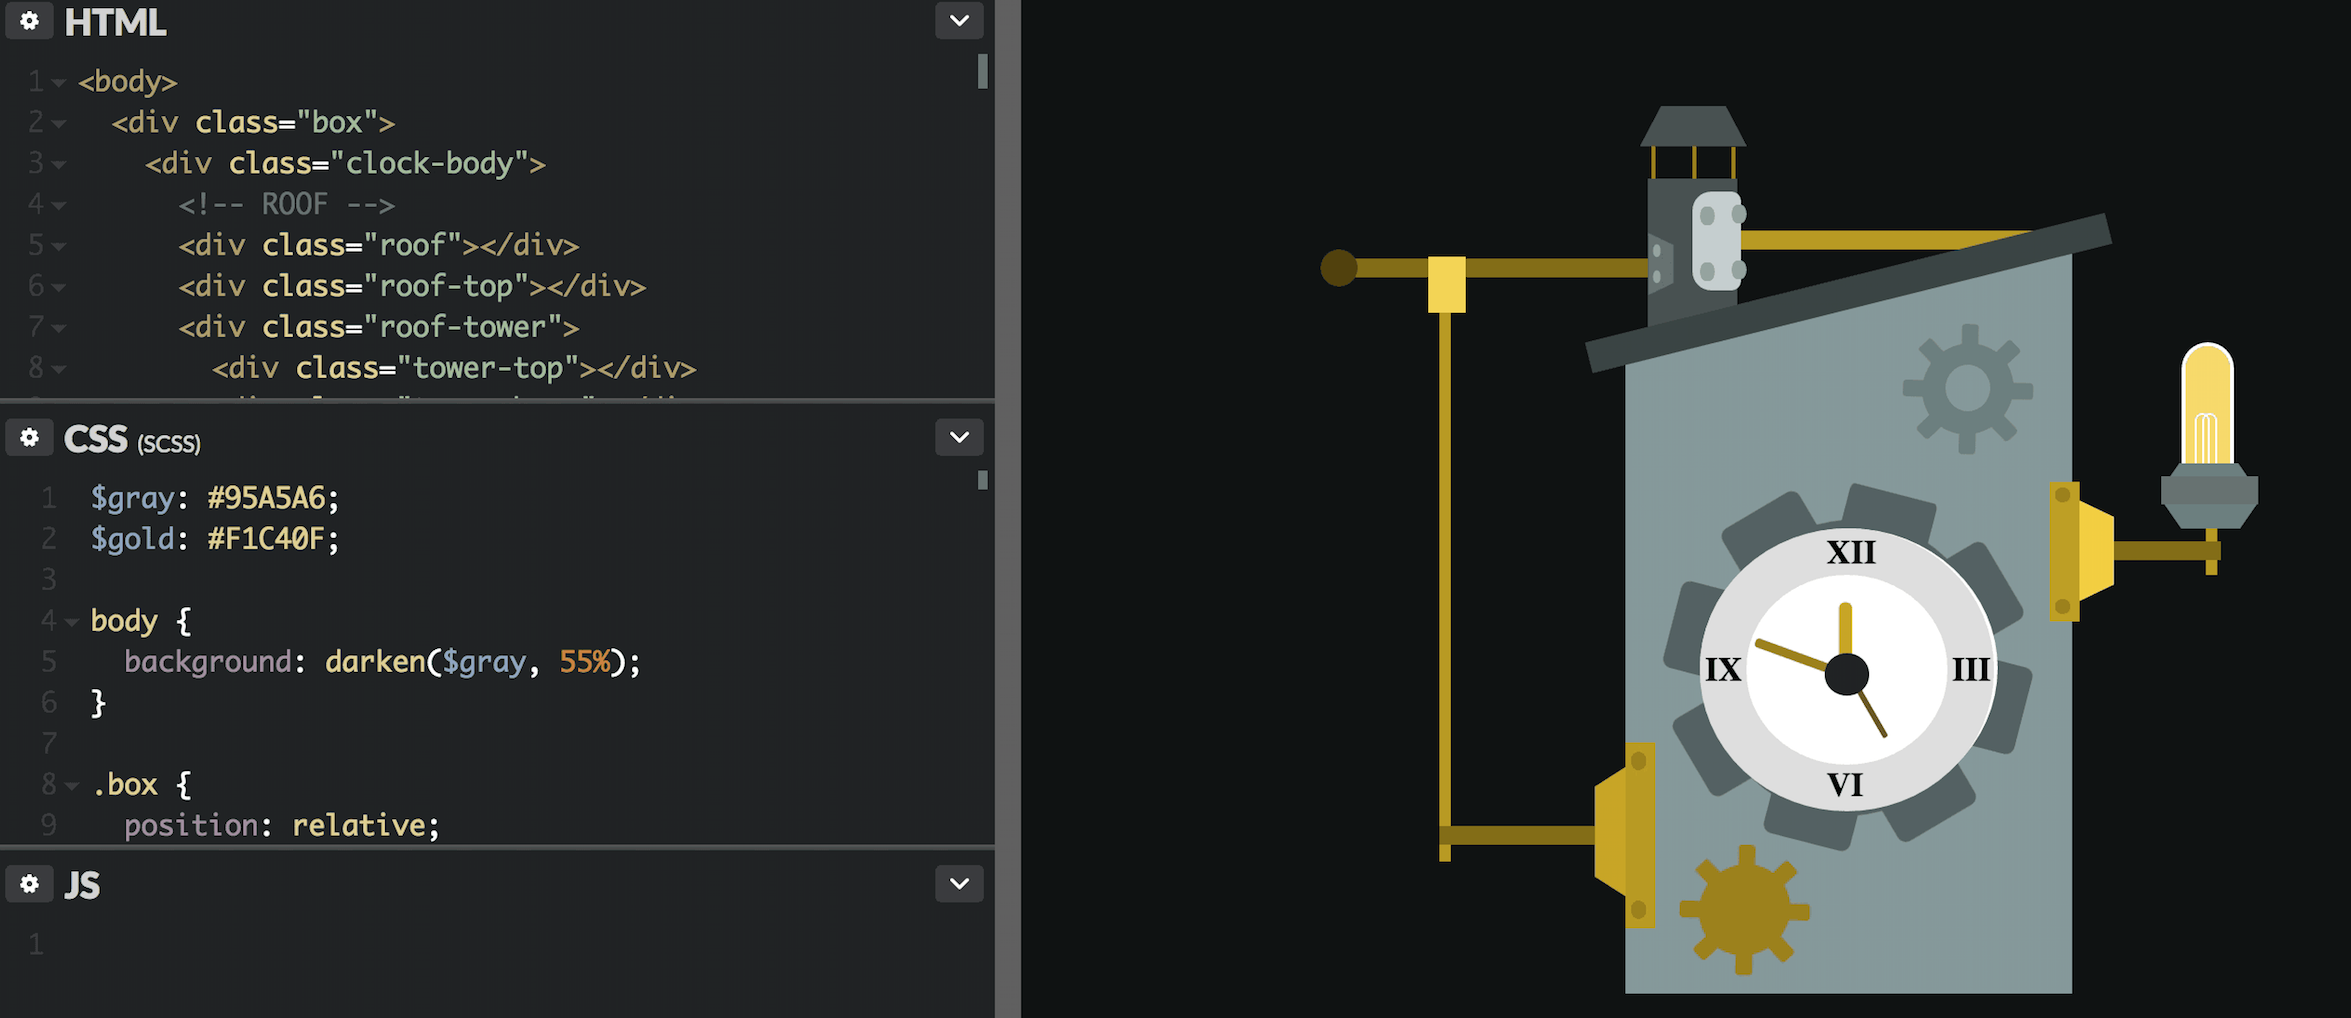 HTML
1 <body>
2 <div class="box">
3 <div class="clock-body">
4 <!-- ROOF -->
5 <div class="roof"></div>
6 <div class="roof-top"></div>
7 <div class="roof-tower">
8 <div class="tower-top"></div>
CSS (SCSS)
1 $gray: #95A5A6;
2 $gold: #F1C40F;
3
4 body {
5 background: darken($gray, 55%);
6 }
7
8 .box {
9 position: relative;
JS
1
XII
IX III
VI